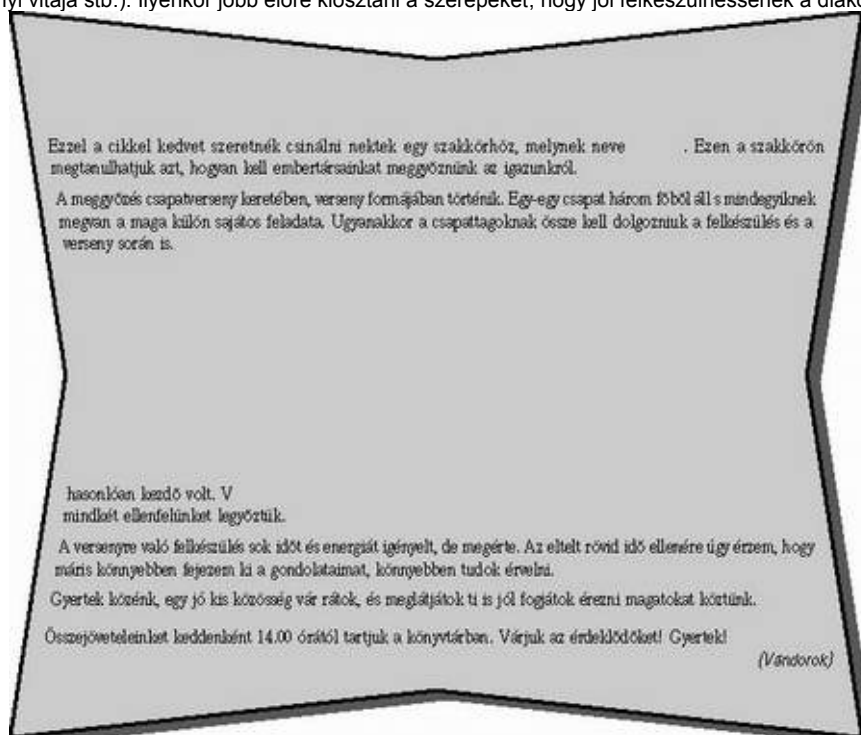 nyi vitája stb.). Ilyenkor jobb előre kiosztani a szerepeket, hogy jól felkészülhessenek a diáko
Ezzel a cikkel kedvet szeretnék csinálni nektek egy szakkörhöz, melynek neve . Ezen a szakkörön
megtanulhatjuk azt, hogyan kell embertársainkat meggyőznünk az igazunkról.
A meggyőzés csapatverseny keretében, verseny formájában történik. Egy-egy csapat három főből áll s mindegyiknek
megvan a maga külön sajátos feladata. Ugyanakkor a csapattagoknak össze kell dolgozniuk a felkészülés és a
verseny során is.
hasonlóan kezdő volt. V
mindkét ellenfelünket legyőztük.
A versenyre való felkészülés sok időt és energiát igényelt, de megérte. Az eltelt rövid idő ellenére úgy érzem, hogy
máris könnyebben fejezem ki a gondolataimat, könnyebben tudok érvelni.
Gyertek közénk, egy jó kis közösség vár rátok, és meglátjátok ti is jól fogjátok érezni magatokat köztünk.
Összejöveteleinket keddenként 14.00 órától tartjuk a könyvtárban. Várjuk az érdeklődőket! Gyertek!
(Vándorok)